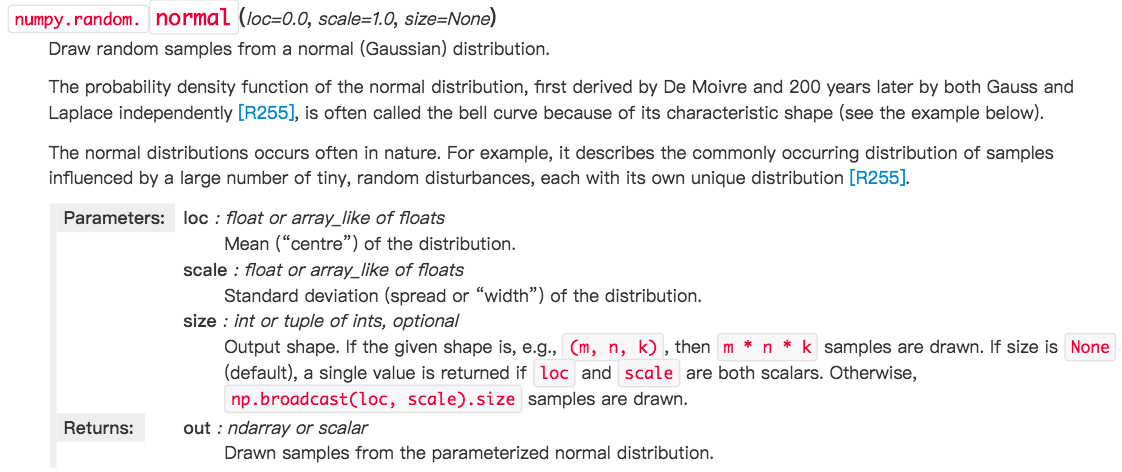 numpy.random. normal (loc=0.0, scale=1.0, size=None)
Draw random samples from a normal (Gaussian) distribution.
The probability density function of the normal distribution, first derived by De Moivre and 200 years later by both Gauss and
Laplace independently [R255], is often called the bell curve because of its characteristic shape (see the example below).
The normal distributions occurs often in nature. For example, it describes the commonly occurring distribution of samples
influenced by a large number of tiny, random disturbances, each with its own unique distribution [R255].
Parameters: loc : float or array_like of floats
Mean (“centre”) of the distribution.
scale : float or array_like of floats
Standard deviation (spread or “width”) of the distribution.
size : int or tuple of ints, optional
Output shape. If the given shape is, e.g., (m, n, k), then m * n * k samples are drawn. If size is None
(default), a single value is returned if loc and scale are both scalars. Otherwise,
np.broadcast(loc, scale).size samples are drawn.
Returns: out : ndarray or scalar
Drawn samples from the parameterized normal distribution.